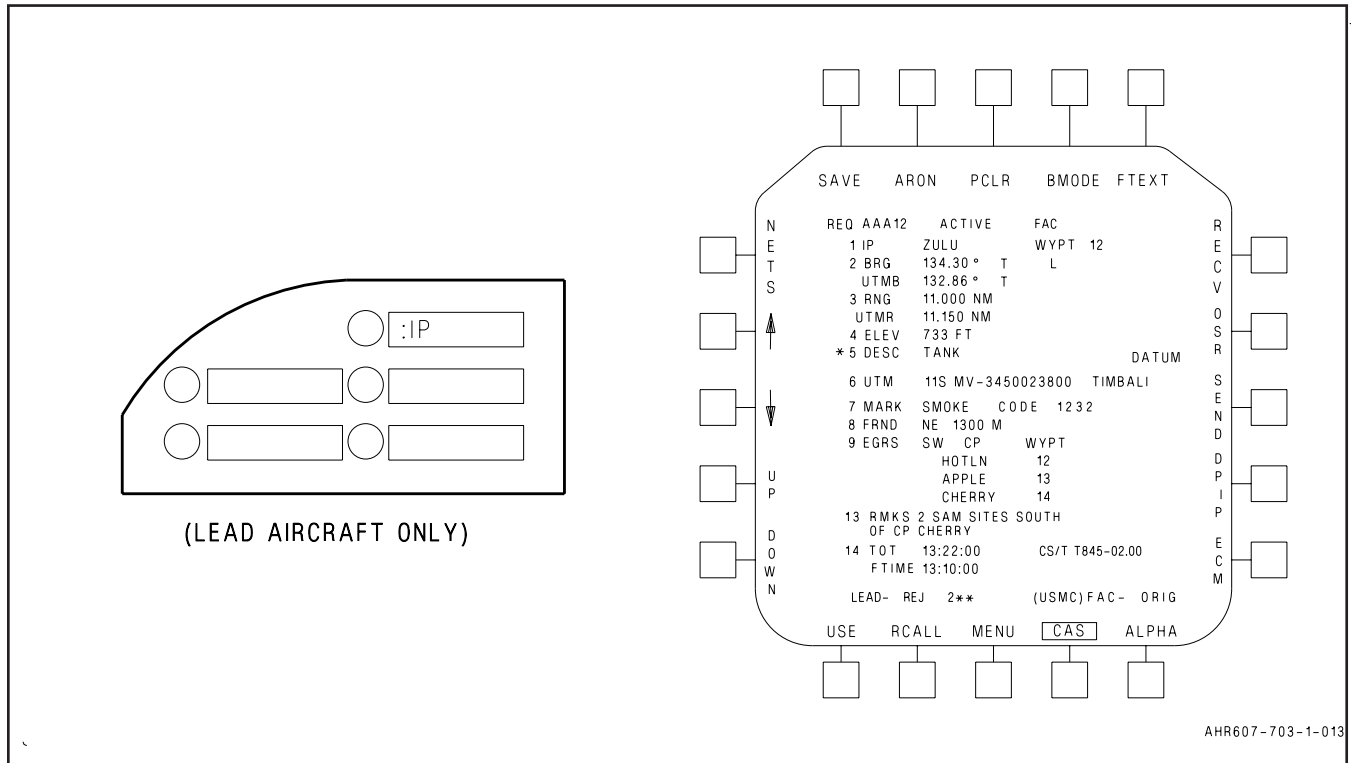 :IP
(LEAD AIRCRAFT ONLY)
SAVE ARON PCLR BMODE FTEXT
NETS
UP
DOWN
REQ AAA12 ACTIVE FAC
1 IP ZULU WYPT 12
2 BRG 134.30° T L
UTMB 132.86° T
3 RNG 11.000 NM
UTMR 11.150 NM
4 ELEV 733 FT
*5 DESC TANK
DATUM
6 UTM 11S MV-3450023800 TIMBALI
7 MARK SMOKE CODE 1232
8 FRND NE 1300 M
9 EGRS SW CP WYPT
HOTLN 12
APPLE 13
CHERRY 14
13 RMKS 2 SAM SITES SOUTH
OF CP CHERRY
14 TOT 13:22:00 CS/T T845-02.00
FTIME 13:10:00
LEAD- REJ 2** (USMC)FAC- ORIG
RECV
OSR
SEND
DPIP
ECM
USE RCALL MENU CAS ALPHA
AHR607-703-1-013